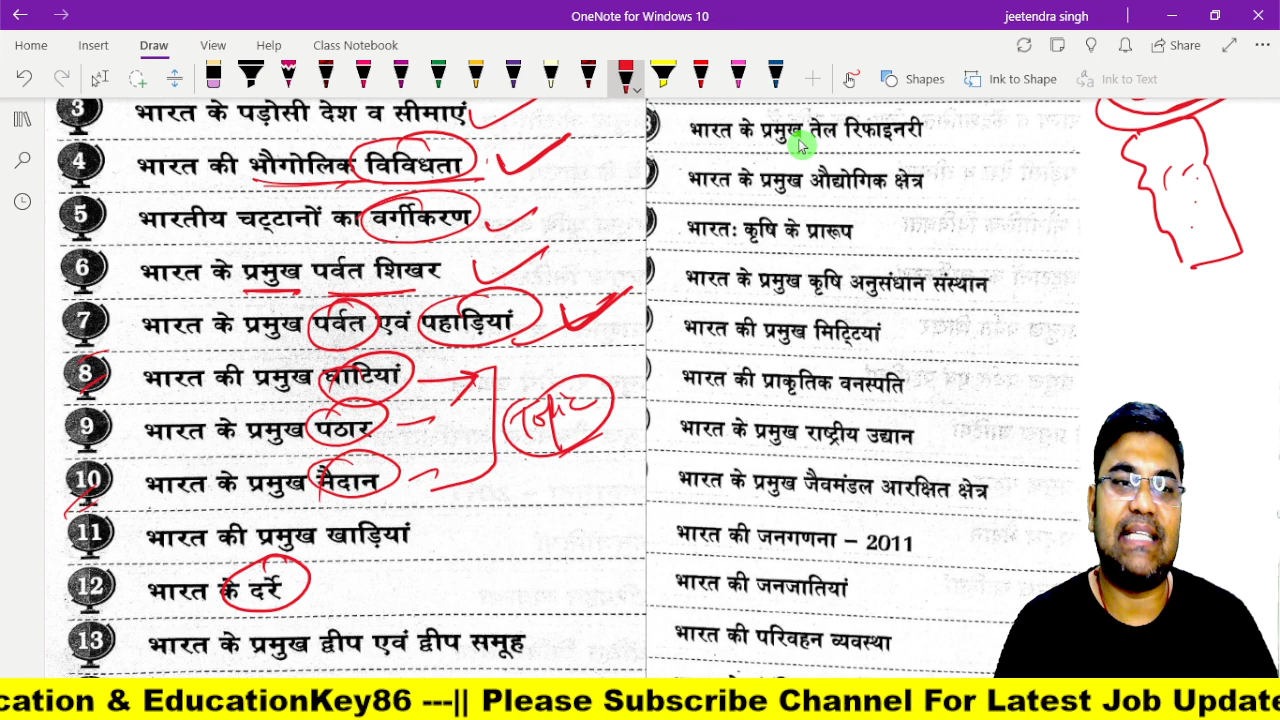 OneNote for Windows 10
jeetendra singh
Home Insert Draw View Help Class Notebook
Share
Shapes
Ink to Shape
Ink to Text
3 भारत के पड़ोसी देश व सीमाएं
4 भारत की भौगोलिक विविधता
5 भारतीय चट्टानों का वर्गीकरण
6 भारत के प्रमुख पर्वत शिखर
7 भारत के प्रमुख पर्वत एवं पहाड़ियां
8 भारत की प्रमुख घाटियां
9 भारत के प्रमुख पठार
10 भारत के प्रमुख मैदान
11 भारत की प्रमुख खाड़ियां
12 भारत के दर्रे
13 भारत के प्रमुख द्वीप एवं द्वीप समूह
Topic
भारत के प्रमुख तेल रिफाइनरी
भारत के प्रमुख औद्योगिक क्षेत्र
भारतः कृषि के प्रारूप
भारत के प्रमुख कृषि अनुसंधान संस्थान
भारत की प्रमुख मिट्टियां
भारत की प्राकृतिक वनस्पति
भारत के प्रमुख राष्ट्रीय उद्यान
भारत के प्रमुख जैवमंडल आरक्षित क्षेत्र
भारत की जनगणना – 2011
भारत की जनजातियां
भारत की परिवहन व्यवस्था
cation & EducationKey86 ---|| Please Subscribe Channel For Latest Job Update